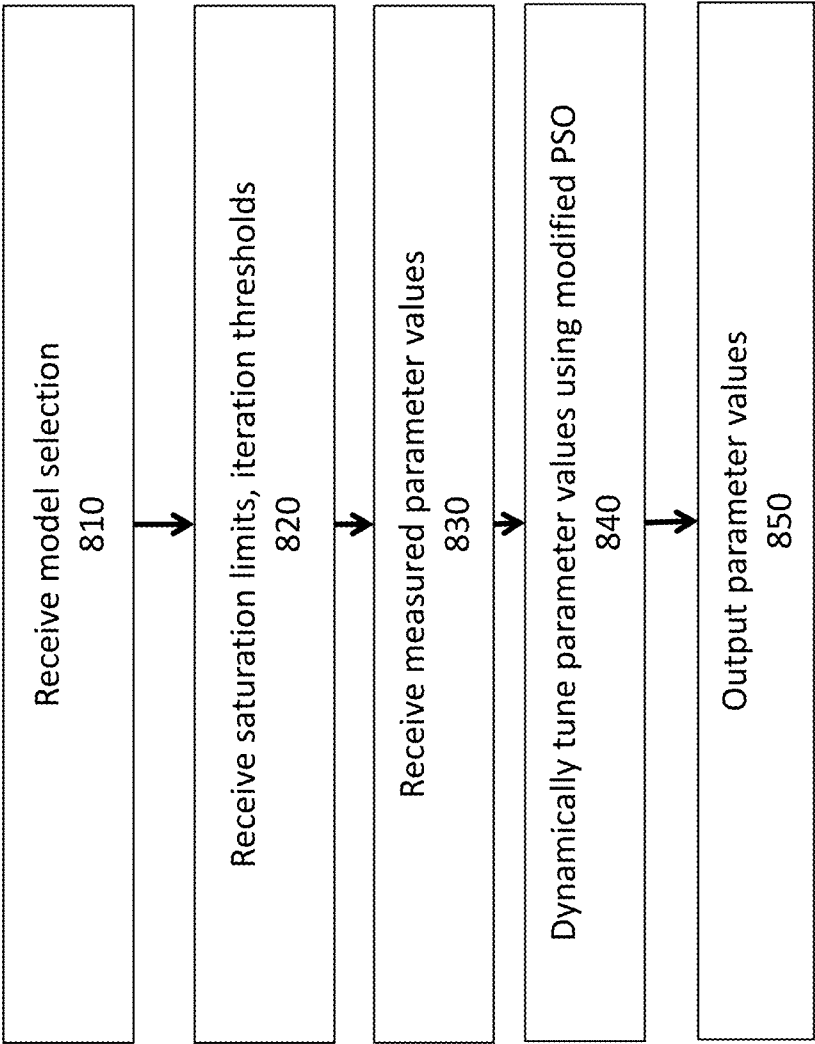 Receive model selection
810
Receive saturation limits, iteration thresholds
820
Receive measured parameter values
830
Dynamically tune parameter values using modified PSO
840
Output parameter values
850